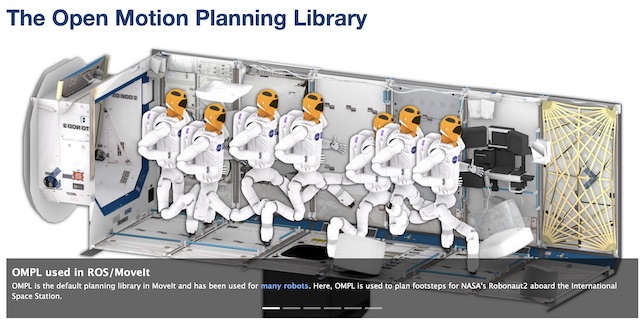 The Open Motion Planning Library
OMPL used in ROS/MoveIt
OMPL is the default planning library in MoveIt and has been used for many robots. Here, OMPL is used to plan footsteps for NASA's Robonaut2 aboard the International
Space Station.